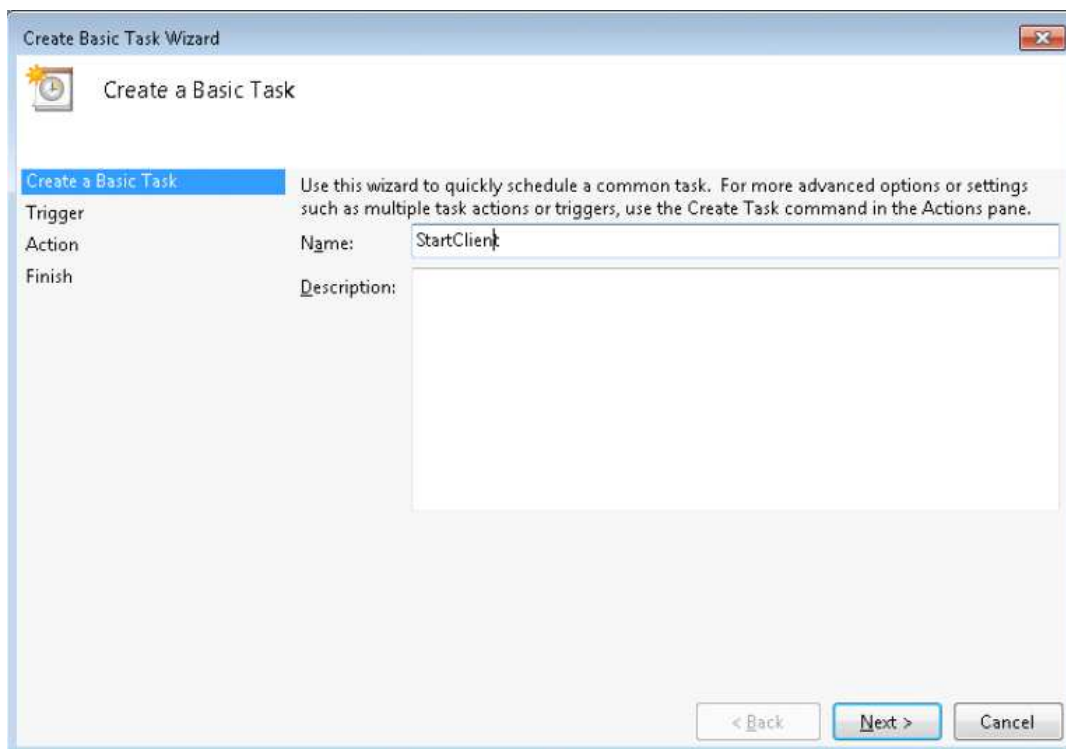 Create Basic Task Wizard
Create a Basic Task
Create a Basic Task
Trigger
Action
Finish
Use this wizard to quickly schedule a common task. For more advanced options or settings
such as multiple task actions or triggers, use the Create Task command in the Actions pane.
Name: StartClient
Description:
< Back Next > Cancel